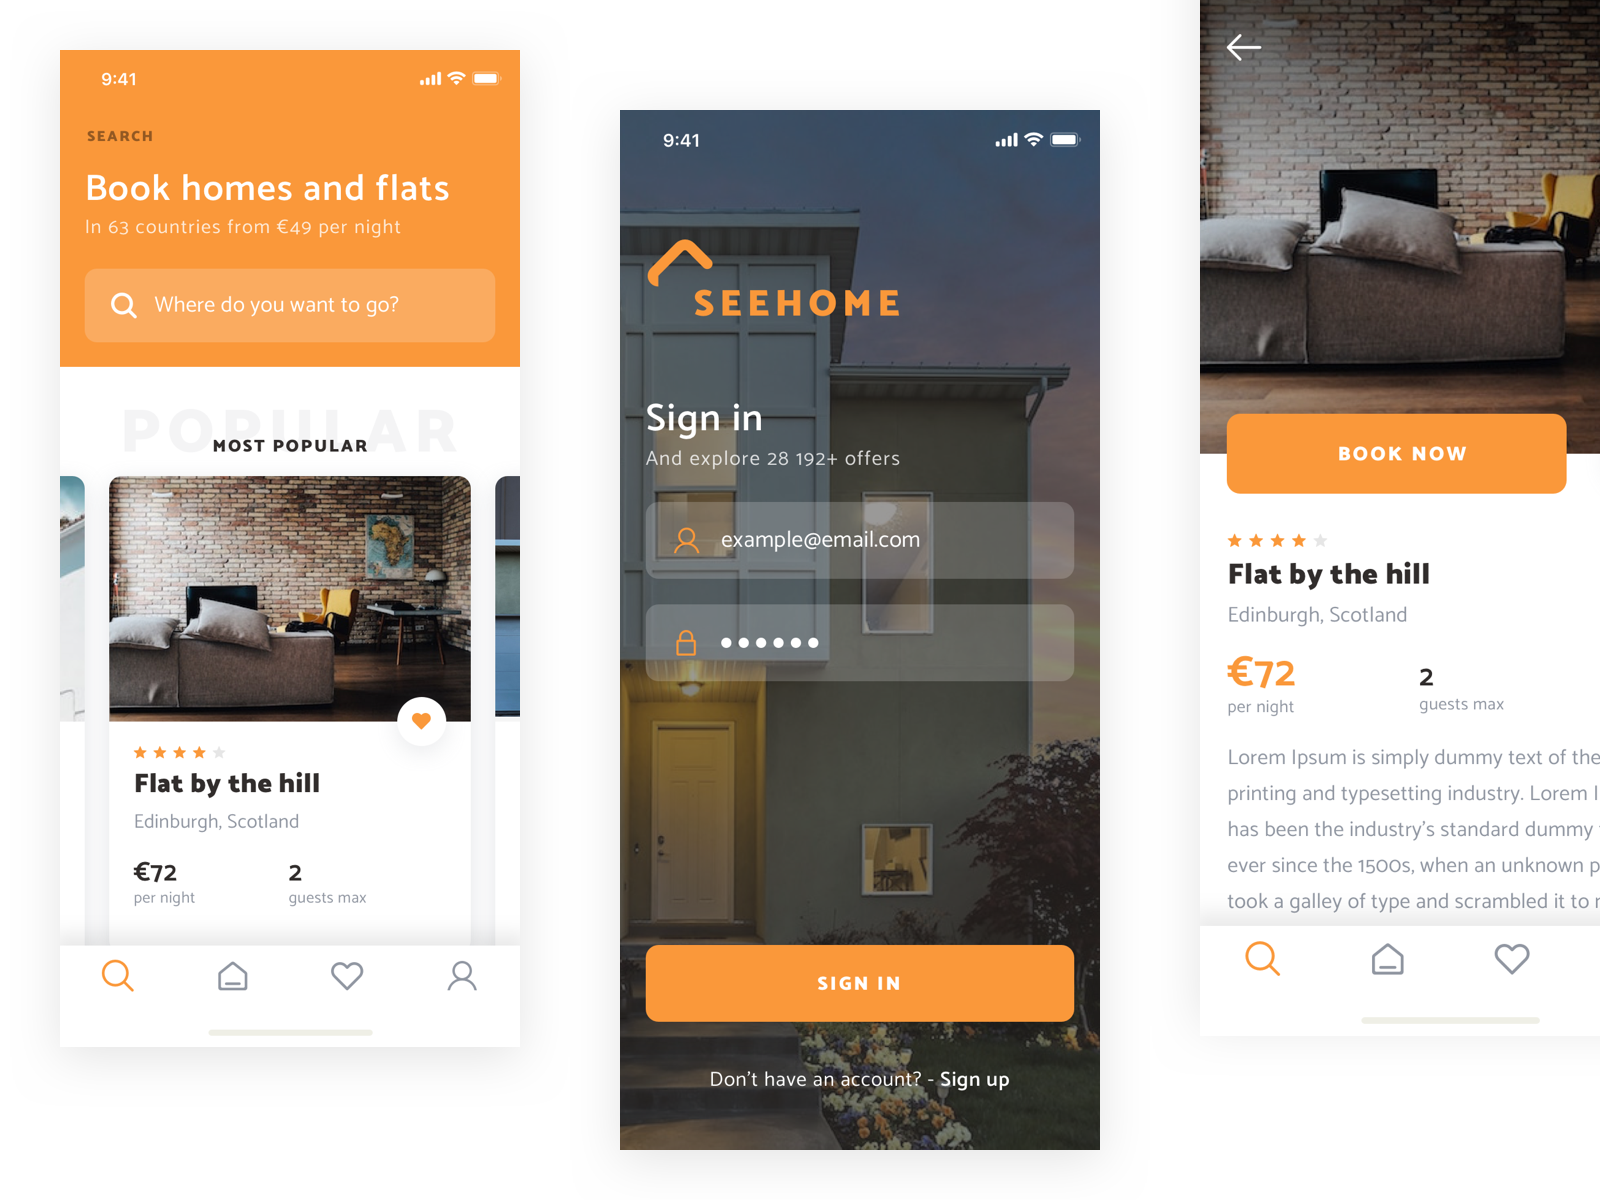 9:41
SEARCH
Book homes and flats
In 63 countries from €49 per night
Where do you want to go?
POPULAR
MOST POPULAR
Flat by the hill
Edinburgh, Scotland
€72
2
per night
guests max
9:41
SEEHOME
Sign in
And explore 28 192+ offers
example@email.com
SIGN IN
Don't have an account? - Sign up
BOOK NOW
Flat by the hill
Edinburgh, Scotland
€72
2
per night
guests max
Lorem Ipsum is simply dummy text of the
printing and typesetting industry. Lorem
has been the industry's standard dummy
ever since the 1500s, when an unknown
took a galley of type and scrambled it to